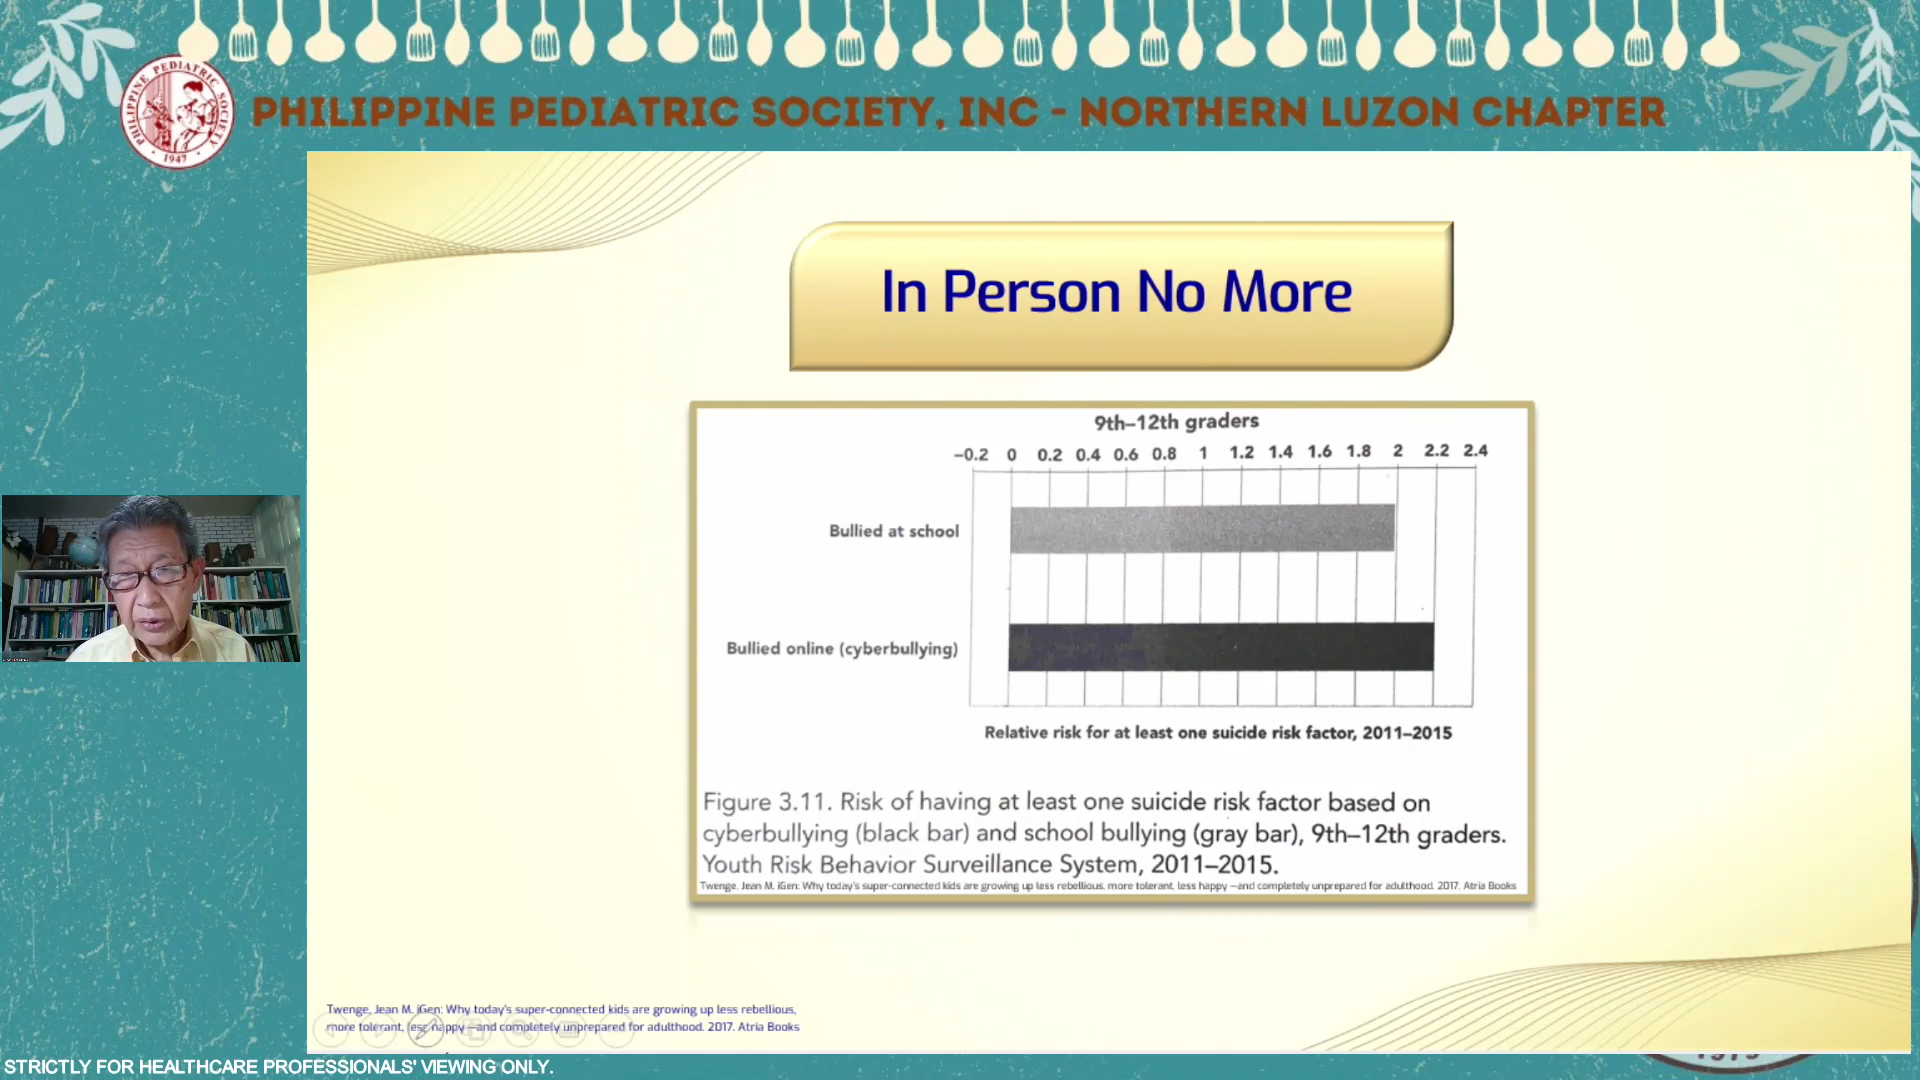 PHILIPPINE PEDIATRIC SOCIETY, INC - NORTHERN LUZON CHAPTER
PHILIPPINE PEDIATRIC SOCIETY
1947
In Person No More
9th–12th graders
−0.2 0 0.2 0.4 0.6 0.8 1 1.2 1.4 1.6 1.8 2 2.2 2.4
Bullied at school
Bullied online (cyberbullying)
Relative risk for at least one suicide risk factor, 2011–2015
Figure 3.11. Risk of having at least one suicide risk factor based on
cyberbullying (black bar) and school bullying (gray bar), 9th–12th graders.
Youth Risk Behavior Surveillance System, 2011–2015.
Twenge, Jean M. iGen: Why today's super-connected kids are growing up less rebellious, more tolerant, less happy —and completely unprepared for adulthood. 2017. Atria Books
Twenge, Jean M. iGen: Why today's super-connected kids are growing up less rebellious,
more tolerant, less happy —and completely unprepared for adulthood. 2017. Atria Books
STRICTLY FOR HEALTHCARE PROFESSIONALS' VIEWING ONLY.